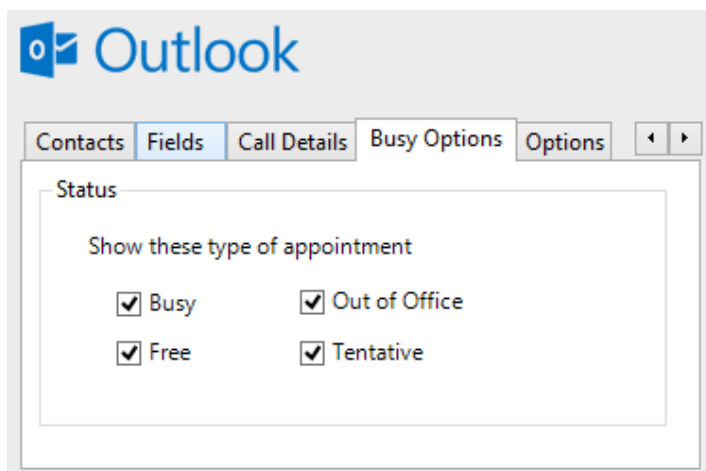 Outlook
Contacts Fields Call Details Busy Options Options
Status
Show these type of appointment
Busy Out of Office
Free Tentative